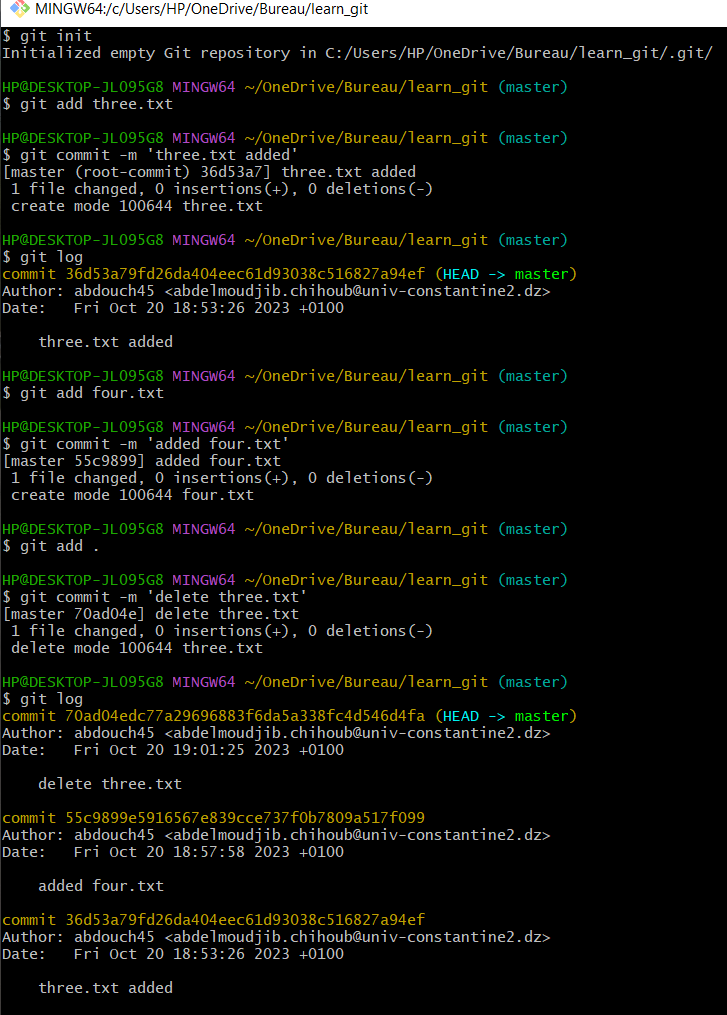 MINGW64:/c/Users/HP/OneDrive/Bureau/learn_git
$ git init
Initialized empty Git repository in C:/Users/HP/OneDrive/Bureau/learn_git/.git/
HP@DESKTOP-JL095G8 MINGW64 ~/OneDrive/Bureau/learn_git (master)
$ git add three.txt
HP@DESKTOP-JL095G8 MINGW64 ~/OneDrive/Bureau/learn_git (master)
$ git commit -m 'three.txt added'
[master (root-commit) 36d53a7] three.txt added
 1 file changed, 0 insertions(+), 0 deletions(-)
 create mode 100644 three.txt
HP@DESKTOP-JL095G8 MINGW64 ~/OneDrive/Bureau/learn_git (master)
$ git log
commit 36d53a79fd26da404eec61d93038c516827a94ef (HEAD -> master)
Author: abdouch45 <abdelmoudjib.chihoub@univ-constantine2.dz>
Date:   Fri Oct 20 18:53:26 2023 +0100
    three.txt added
HP@DESKTOP-JL095G8 MINGW64 ~/OneDrive/Bureau/learn_git (master)
$ git add four.txt
HP@DESKTOP-JL095G8 MINGW64 ~/OneDrive/Bureau/learn_git (master)
$ git commit -m 'added four.txt'
[master 55c9899] added four.txt
 1 file changed, 0 insertions(+), 0 deletions(-)
 create mode 100644 four.txt
HP@DESKTOP-JL095G8 MINGW64 ~/OneDrive/Bureau/learn_git (master)
$ git add .
HP@DESKTOP-JL095G8 MINGW64 ~/OneDrive/Bureau/learn_git (master)
$ git commit -m 'delete three.txt'
[master 70ad04e] delete three.txt
 1 file changed, 0 insertions(+), 0 deletions(-)
 delete mode 100644 three.txt
HP@DESKTOP-JL095G8 MINGW64 ~/OneDrive/Bureau/learn_git (master)
$ git log
commit 70ad04edc77a29696883f6da5a338fc4d546d4fa (HEAD -> master)
Author: abdouch45 <abdelmoudjib.chihoub@univ-constantine2.dz>
Date:   Fri Oct 20 19:01:25 2023 +0100
    delete three.txt
commit 55c9899e5916567e839cce737f0b7809a517f099
Author: abdouch45 <abdelmoudjib.chihoub@univ-constantine2.dz>
Date:   Fri Oct 20 18:57:58 2023 +0100
    added four.txt
commit 36d53a79fd26da404eec61d93038c516827a94ef
Author: abdouch45 <abdelmoudjib.chihoub@univ-constantine2.dz>
Date:   Fri Oct 20 18:53:26 2023 +0100
    three.txt added